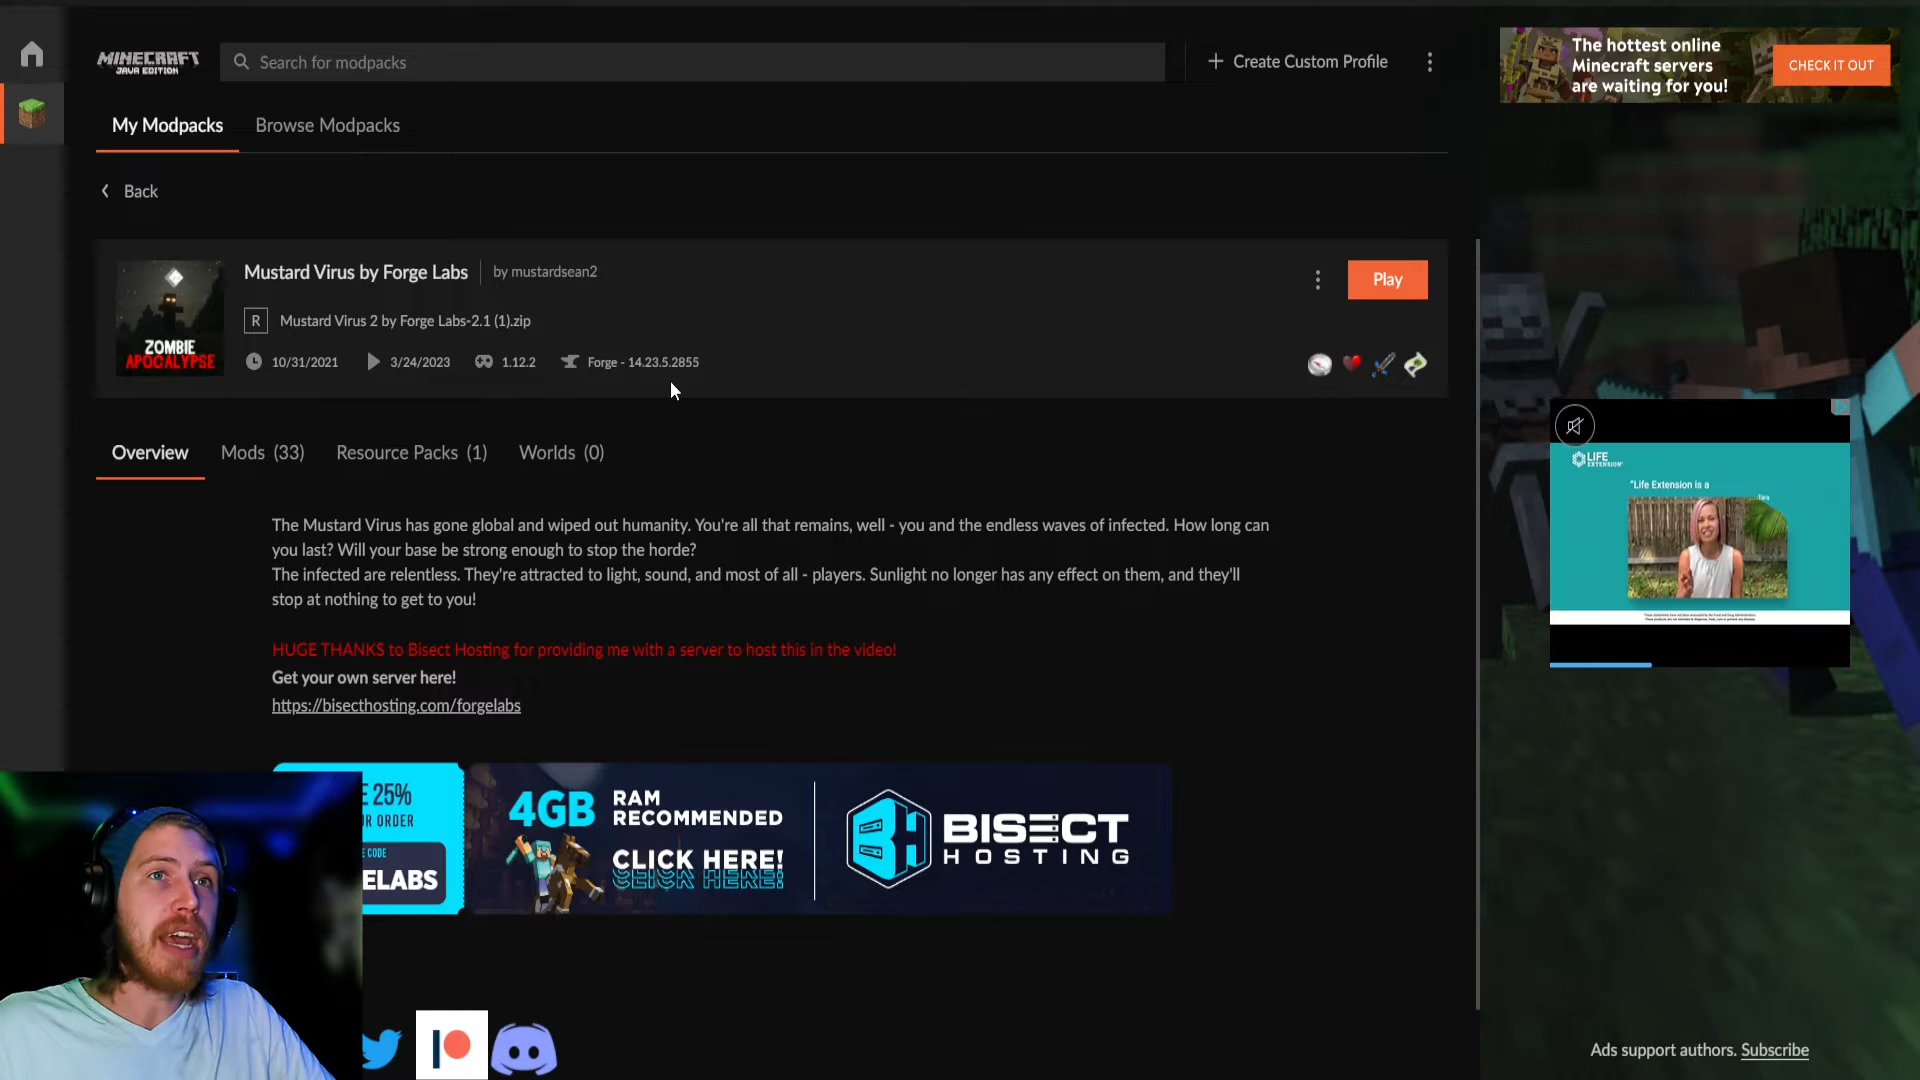 MINECRAFT
JAVA EDITION
Search for modpacks
+ Create Custom Profile
The hottest online
Minecraft servers
are waiting for you!
CHECK IT OUT
My Modpacks
Browse Modpacks
Back
Mustard Virus by Forge Labs
by mustardsean2
Play
R
Mustard Virus 2 by Forge Labs-2.1 (1).zip
ZOMBIE
APOCALYPSE
10/31/2021
3/24/2023
1.12.2
Forge - 14.23.5.2855
Overview
Mods (33)
Resource Packs (1)
Worlds (0)
LIFE
EXTENSION
"Life Extension is a
The Mustard Virus has gone global and wiped out humanity. You're all that remains, well - you and the endless waves of infected. How long can
you last? Will your base be strong enough to stop the horde?
The infected are relentless. They're attracted to light, sound, and most of all - players. Sunlight no longer has any effect on them, and they'll
stop at nothing to get to you!
HUGE THANKS to Bisect Hosting for providing me with a server to host this in the video!
Get your own server here!
https://bisecthosting.com/forgelabs
E 25%
UR ORDER
E CODE
ELABS
4GB RAM
RECOMMENDED
CLICK HERE!
CLICK HERE!
BISECT
HOSTING
Ads support authors. Subscribe